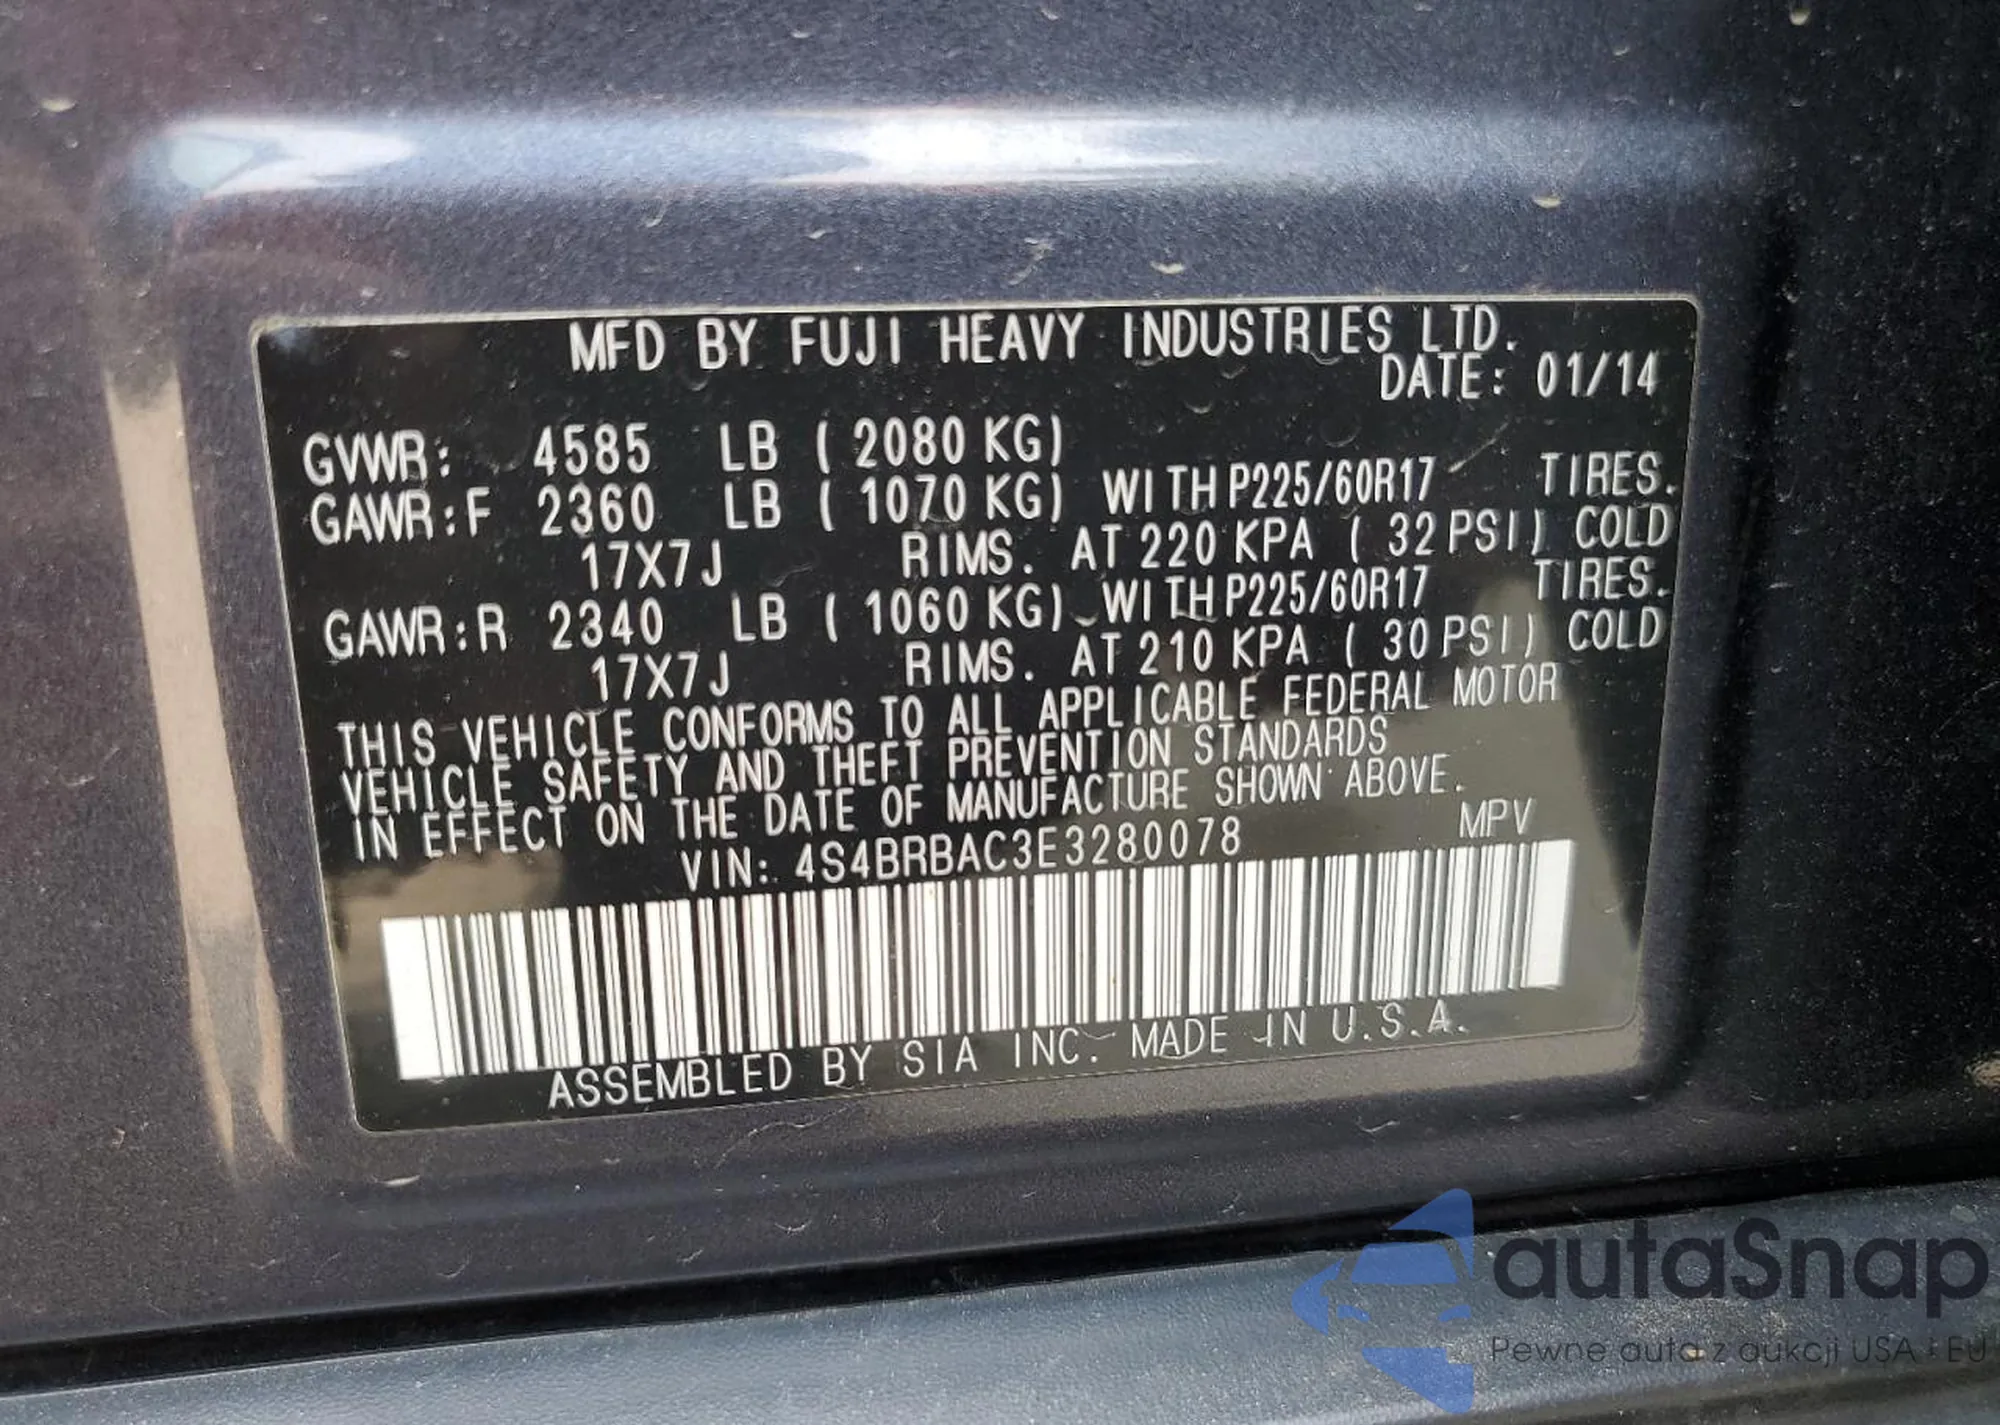 MFD BY FUJI HEAVY INDUSTRIES LTD.
DATE: 01/14
GVWR: 4585 LB ( 2080 KG)
GAWR:F 2360 LB ( 1070 KG) WITH P225/60R17 TIRES.
17X7J RIMS. AT 220 KPA ( 32 PSI) COLD
GAWR:R 2340 LB ( 1060 KG) WITH P225/60R17 TIRES.
17X7J RIMS. AT 210 KPA ( 30 PSI) COLD
THIS VEHICLE CONFORMS TO ALL APPLICABLE FEDERAL MOTOR
VEHICLE SAFETY AND THEFT PREVENTION STANDARDS
IN EFFECT ON THE DATE OF MANUFACTURE SHOWN ABOVE.
VIN: 4S4BRBAC3E3280078 MPV
ASSEMBLED BY SIA INC. MADE IN U.S.A.
autaSnap
Pewne auta z aukcji USA i EU